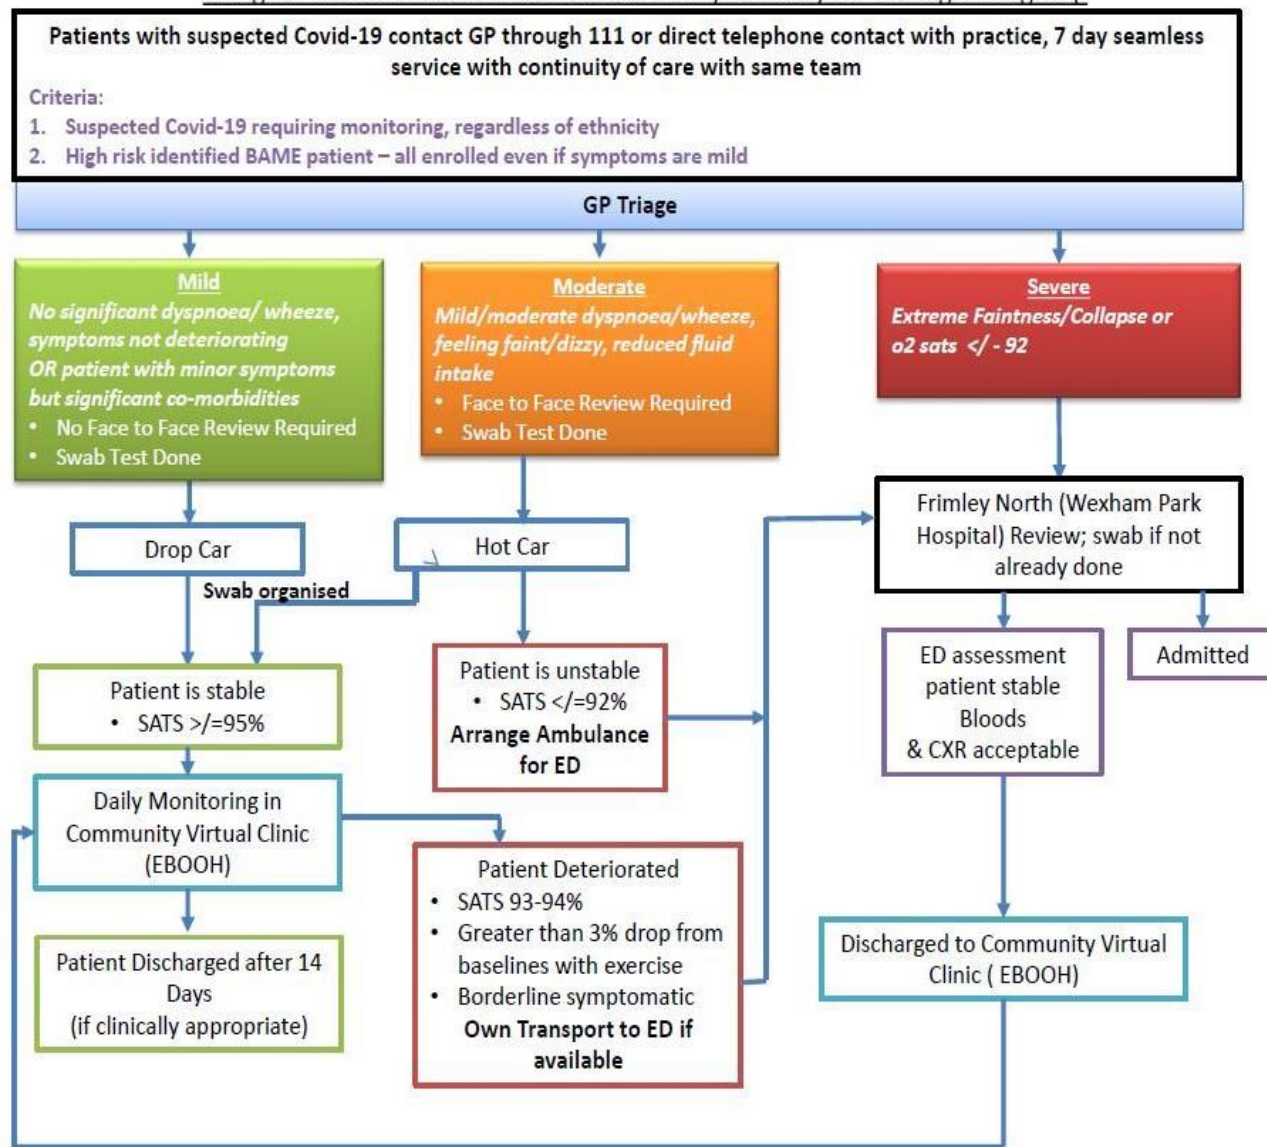 Patients with suspected Covid-19 contact GP through 111 or direct telephone contact with practice, 7 day seamless
service with continuity of care with same team
Criteria:
1. Suspected Covid-19 requiring monitoring, regardless of ethnicity
2. High risk identified BAME patient – all enrolled even if symptoms are mild
GP Triage
Mild
No significant dyspnoea/ wheeze,
symptoms not deteriorating
OR patient with minor symptoms
but significant co-morbidities
• No Face to Face Review Required
• Swab Test Done
Moderate
Mild/moderate dyspnoea/wheeze,
feeling faint/dizzy, reduced fluid
intake
• Face to Face Review Required
• Swab Test Done
Severe
Extreme Faintness/Collapse or
o2 sats </ - 92
Drop Car
Hot Car
Swab organised
Frimley North (Wexham Park
Hospital) Review; swab if not
already done
Patient is stable
• SATS >/=95%
Patient is unstable
• SATS </=92%
Arrange Ambulance
for ED
ED assessment
patient stable
Bloods
& CXR acceptable
Admitted
Daily Monitoring in
Community Virtual Clinic
(EBOOH)
Patient Deteriorated
• SATS 93-94%
• Greater than 3% drop from
baselines with exercise
• Borderline symptomatic
Own Transport to ED if
available
Patient Discharged after 14
Days
(if clinically appropriate)
Discharged to Community Virtual
Clinic ( EBOOH)